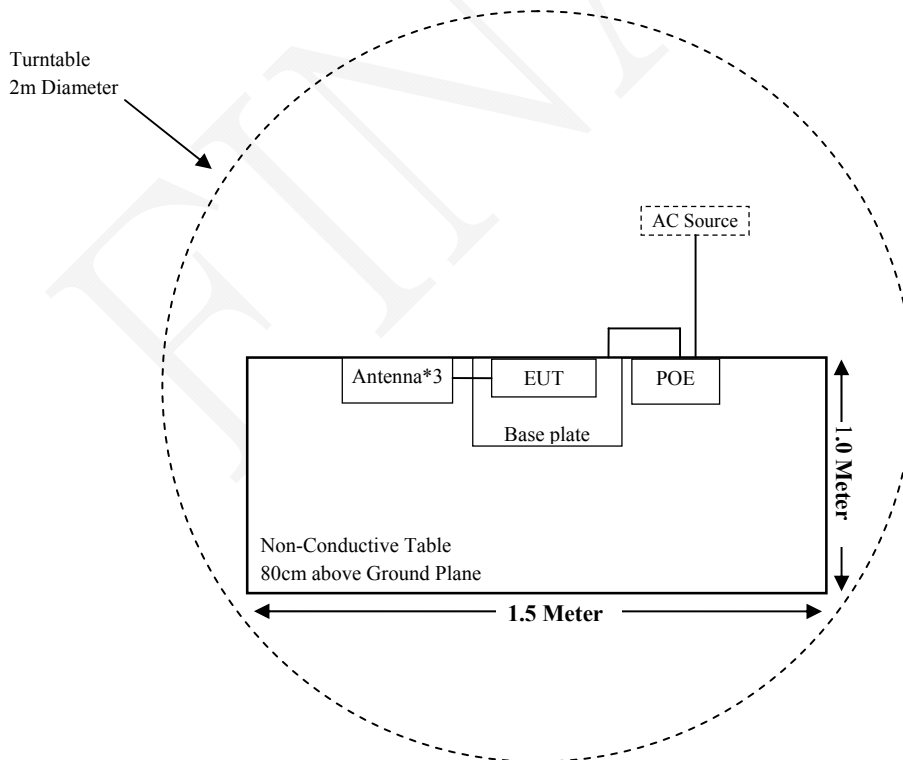 Turntable
2m Diameter
AC Source
Antenna*3
EUT
POE
Base plate
1.0 Meter
Non-Conductive Table
80cm above Ground Plane
1.5 Meter